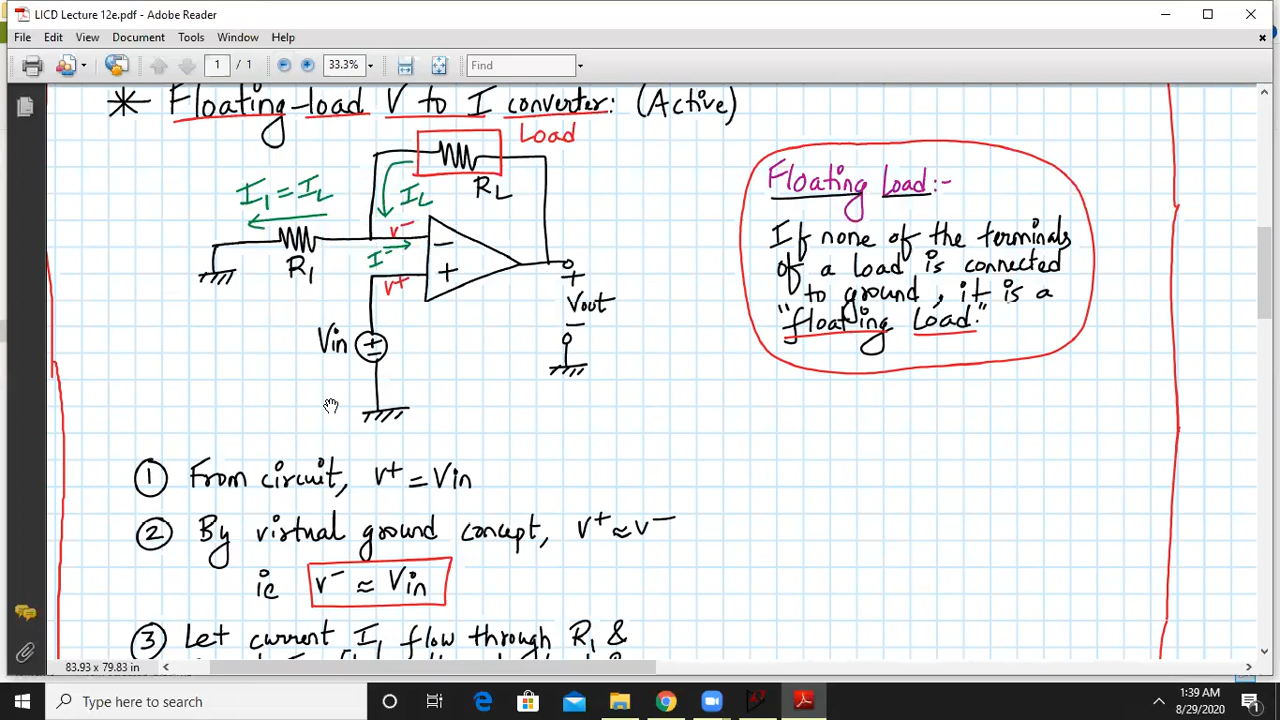 LICD Lecture 12e.pdf - Adobe Reader
File Edit View Document Tools Window Help
1 / 1 33.3% Find
* Floating-load V to I converter: (Active)
Load
RL
I1 = IL
IL
R1
I-
v-
v+
Vin
+
Vout
-
Floating Load:-
If none of the terminals
of a load is connected
to ground, it is a
"floating Load."
① From circuit, v+ = Vin
② By virtual ground concept, v+ ≈ v-
ie v- ≈ Vin
③ Let current I1 flow through R1 &
83.93 x 79.83 in
Type here to search
1:39 AM
8/29/2020